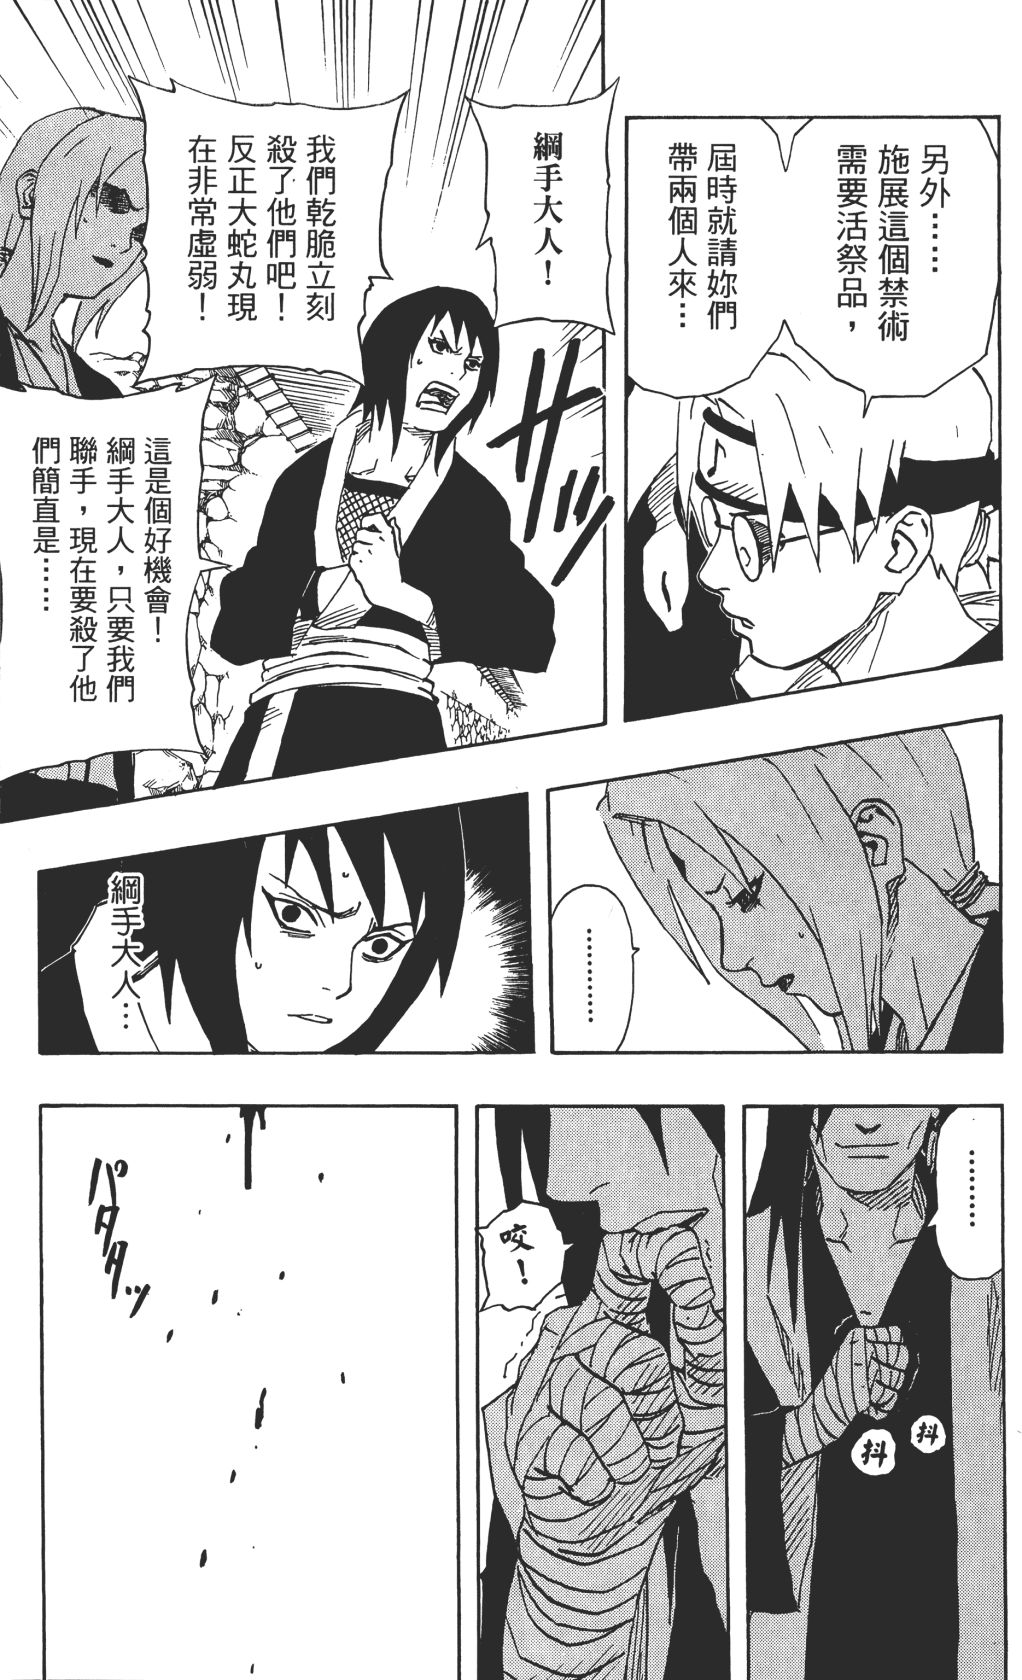 另外……
施展這個禁術
需要活祭品，
屆時就請妳們
帶兩個人來…
綱手大人！
我們乾脆立刻
殺了他們吧！
反正大蛇丸現
在非常虛弱！
這是個好機會！
綱手大人，只要我們
聯手，現在要殺了他
們簡直是……
………
綱手大人…
………
抖
抖
咬！
パタタッ